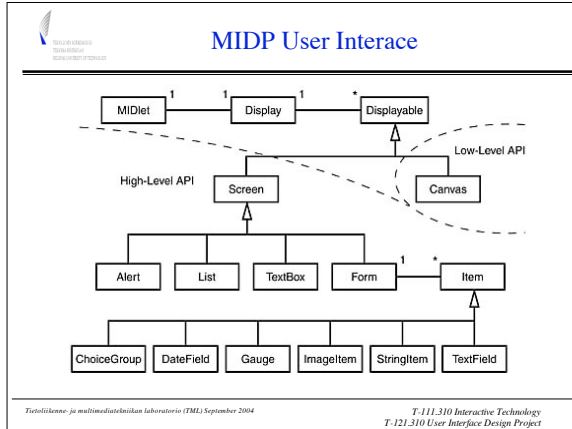 MIDP User Interace
1 1 1 *
MIDlet Display Displayable
Low-Level API
High-Level API
Screen Canvas
1 *
Alert List TextBox Form Item
ChoiceGroup DateField Gauge ImageItem StringItem TextField
Tietoliikenne- ja multimediatekniikan laboratorio (TML) September 2004
T-111.310 Interactive Technology
T-121.310 User Interface Design Project